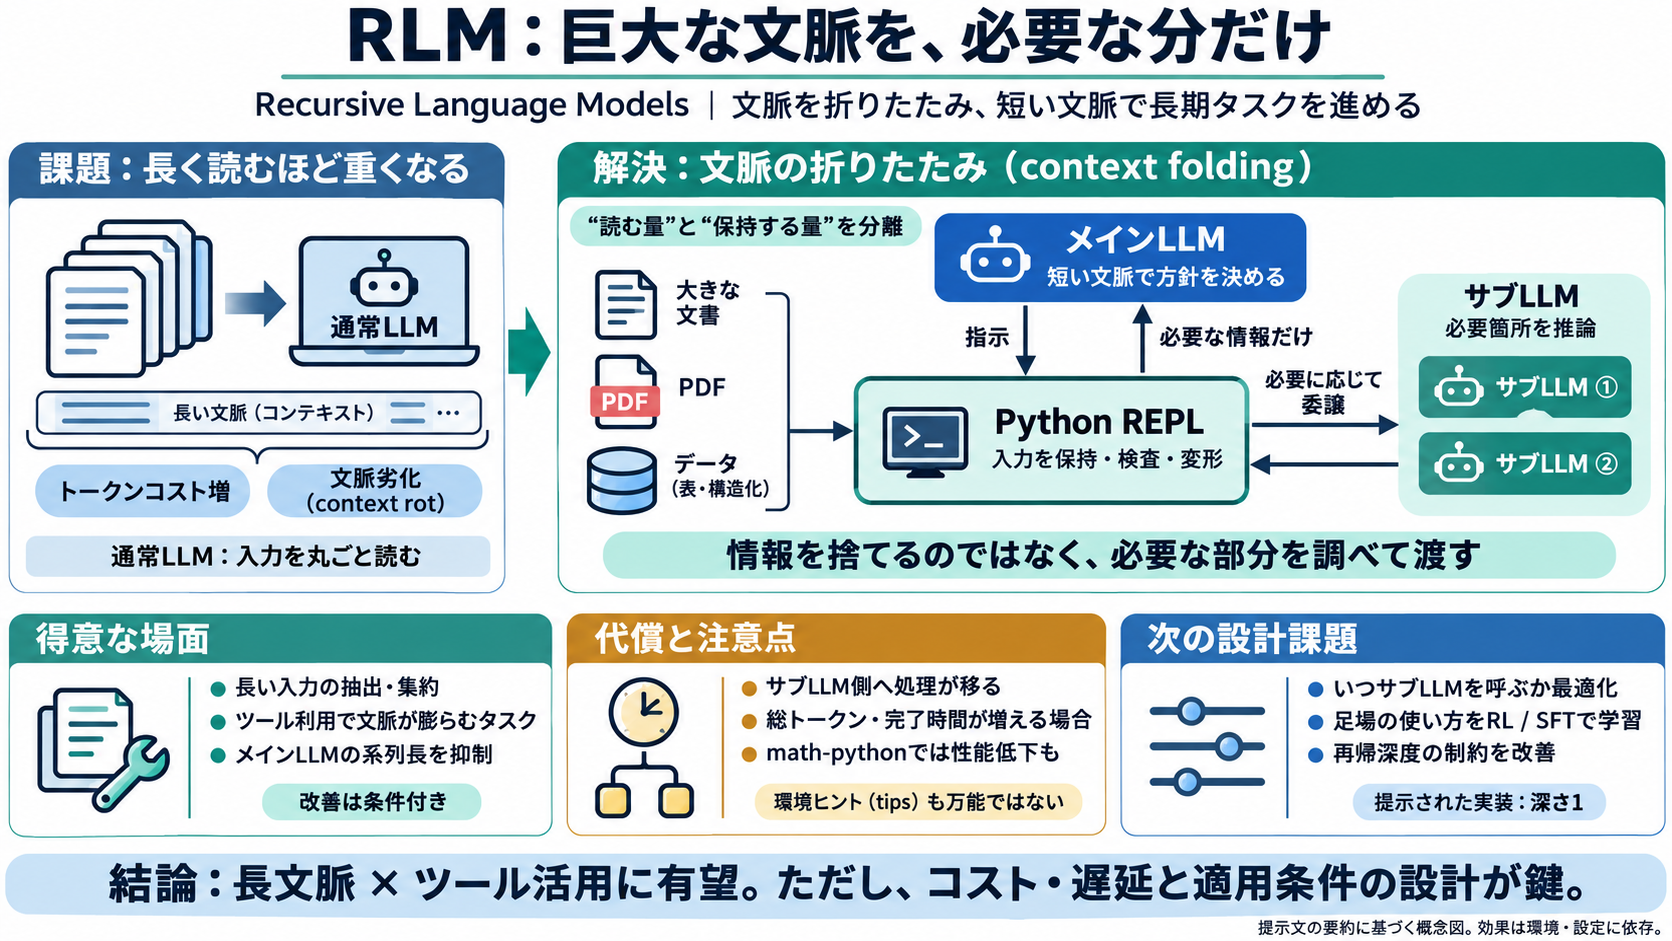 RLM：巨大な文脈を、必要な分だけ
Recursive Language Models｜文脈を折りたたみ、短い文脈で長期タスクを進める
課題：長く読むほど重くなる
通常LLM
長い文脈（コンテキスト）
…
トークンコスト増
文脈劣化
（context rot）
通常LLM：入力を丸ごと読む
解決：文脈の折りたたみ（context folding）
“読む量”と“保持する量”を分離
大きな
文書
PDF
PDF
データ
（表・構造化）
メインLLM
短い文脈で方針を決める
指示
必要な情報だけ
>_
Python REPL
入力を保持・検査・変形
必要に応じて
委譲
サブLLM
必要箇所を推論
サブLLM ①
サブLLM ②
情報を捨てるのではなく、必要な部分を調べて渡す
得意な場面
● 長い入力の抽出・集約
● ツール利用で文脈が膨らむタスク
● メインLLMの系列長を抑制
改善は条件付き
代償と注意点
● サブLLM側へ処理が移る
● 総トークン・完了時間が増える場合
● math-pythonでは性能低下も
環境ヒント（tips）も万能ではない
次の設計課題
● いつサブLLMを呼ぶか最適化
● 足場の使い方をRL / SFTで学習
● 再帰深度の制約を改善
提示された実装：深さ1
結論：長文脈 × ツール活用に有望。ただし、コスト・遅延と適用条件の設計が鍵。
提示文の要約に基づく概念図。効果は環境・設定に依存。